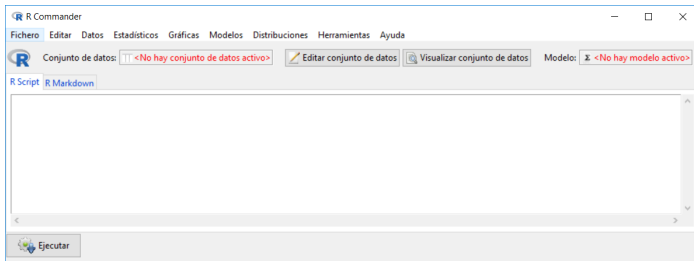 R Commander
Fichero Editar Datos Estadísticos Gráficas Modelos Distribuciones Herramientas Ayuda
R Conjunto de datos: <No hay conjunto de datos activo> Editar conjunto de datos Visualizar conjunto de datos Modelo: Σ <No hay modelo activo>
R Script R Markdown
Ejecutar